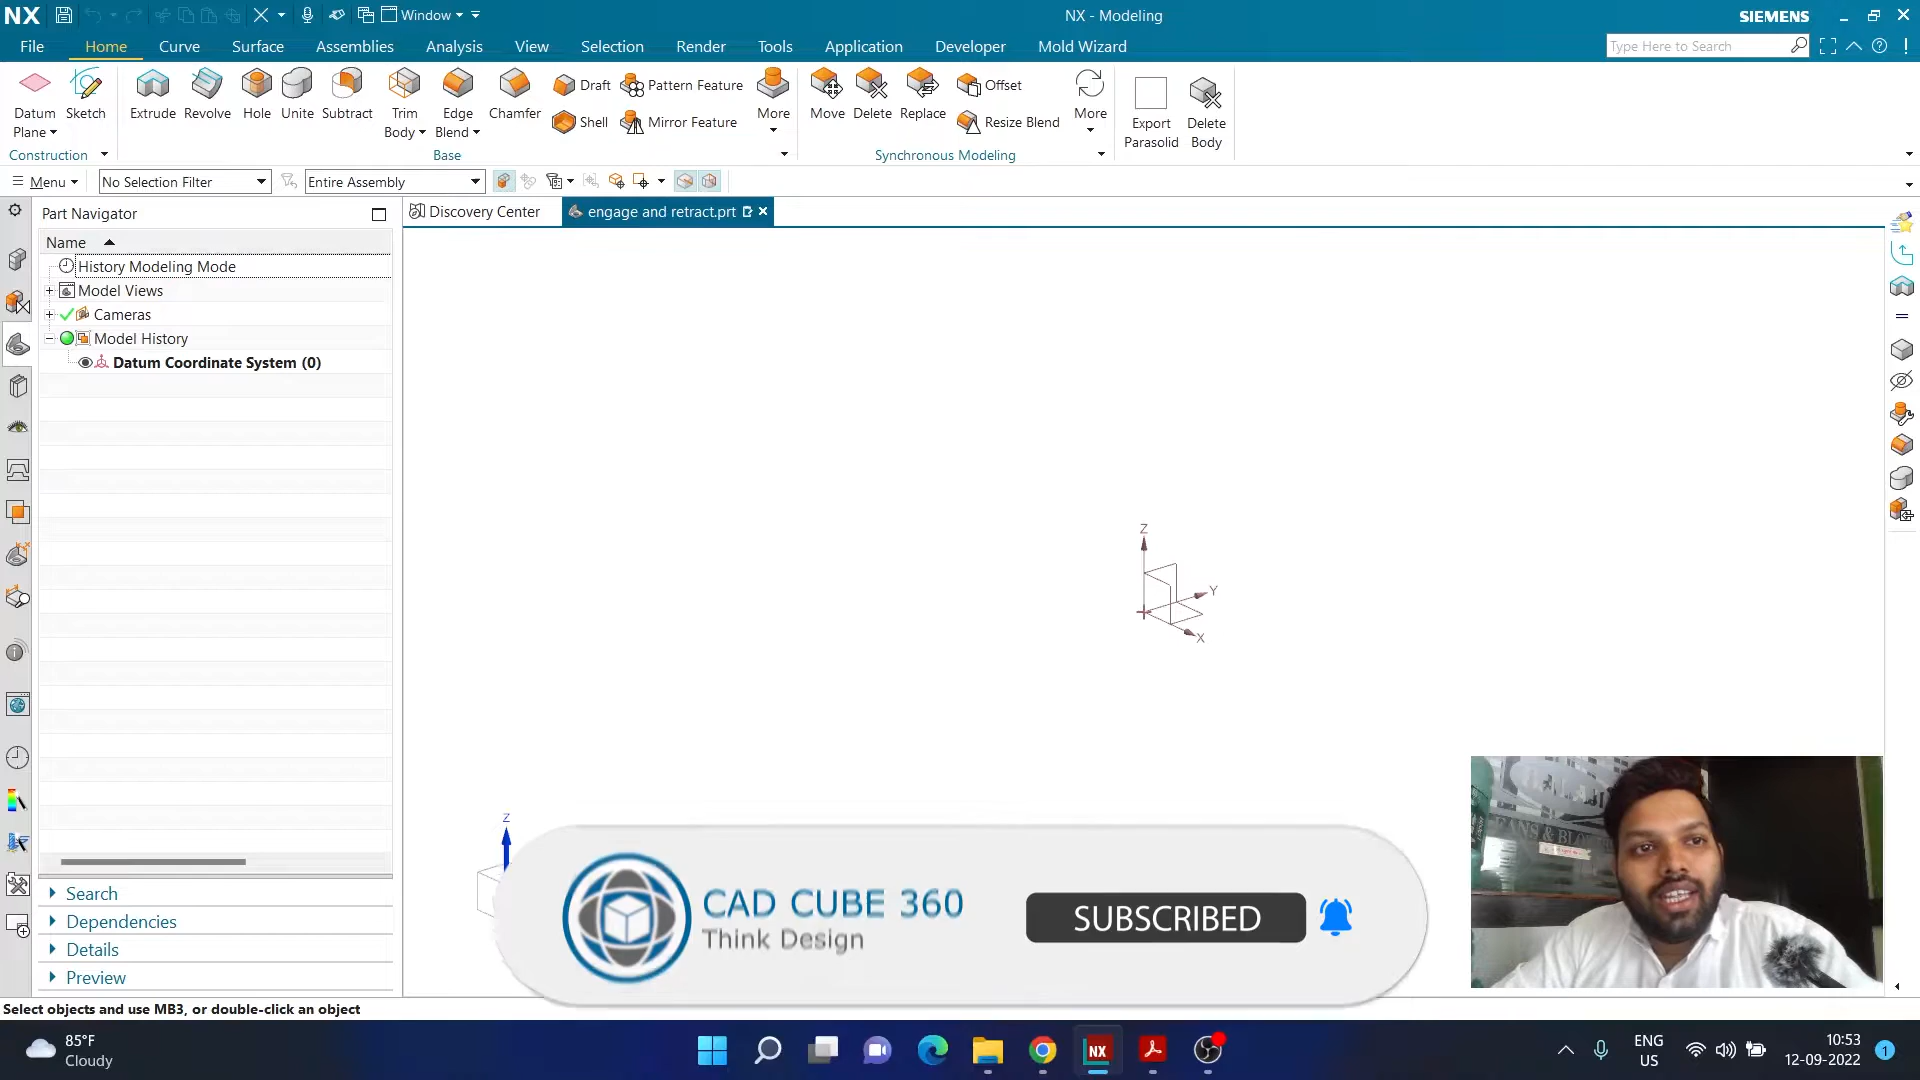 NX
Window
NX - Modeling
SIEMENS
File
Home
Curve
Surface
Assemblies
Analysis
View
Selection
Render
Tools
Application
Developer
Mold Wizard
Type Here to Search
Datum Plane
Sketch
Extrude
Revolve
Hole
Unite
Subtract
Trim Body
Edge Blend
Chamfer
Draft
Shell
Pattern Feature
Mirror Feature
More
Move
Delete
Replace
Offset
Resize Blend
More
Export Parasolid
Delete Body
Construction
Base
Synchronous Modeling
Menu
No Selection Filter
Entire Assembly
Part Navigator
Discovery Center
engage and retract.prt
Name
History Modeling Mode
Model Views
Cameras
Model History
Datum Coordinate System (0)
Z
Y
X
Z
CAD CUBE 360
Think Design
SUBSCRIBED
Search
Dependencies
Details
Preview
Select objects and use MB3, or double-click an object
85°F
Cloudy
NX
ENG
US
10:53
12-09-2022
1